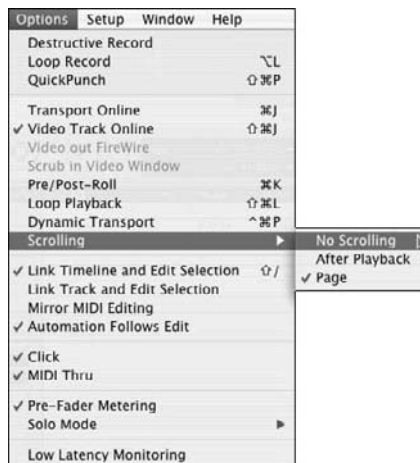 Options Setup Window Help
Destructive Record
Loop Record ⌥L
QuickPunch ⇧⌘P
Transport Online ⌘J
✓ Video Track Online ⇧⌘J
Video out FireWire
Scrub in Video Window
Pre/Post-Roll ⌘K
Loop Playback ⇧⌘L
Dynamic Transport ^⌘P
Scrolling ▶ No Scrolling
After Playback
✓ Link Timeline and Edit Selection ⇧/ ✓ Page
Link Track and Edit Selection
Mirror MIDI Editing
✓ Automation Follows Edit
✓ Click
✓ MIDI Thru
✓ Pre-Fader Metering
Solo Mode ▶
Low Latency Monitoring